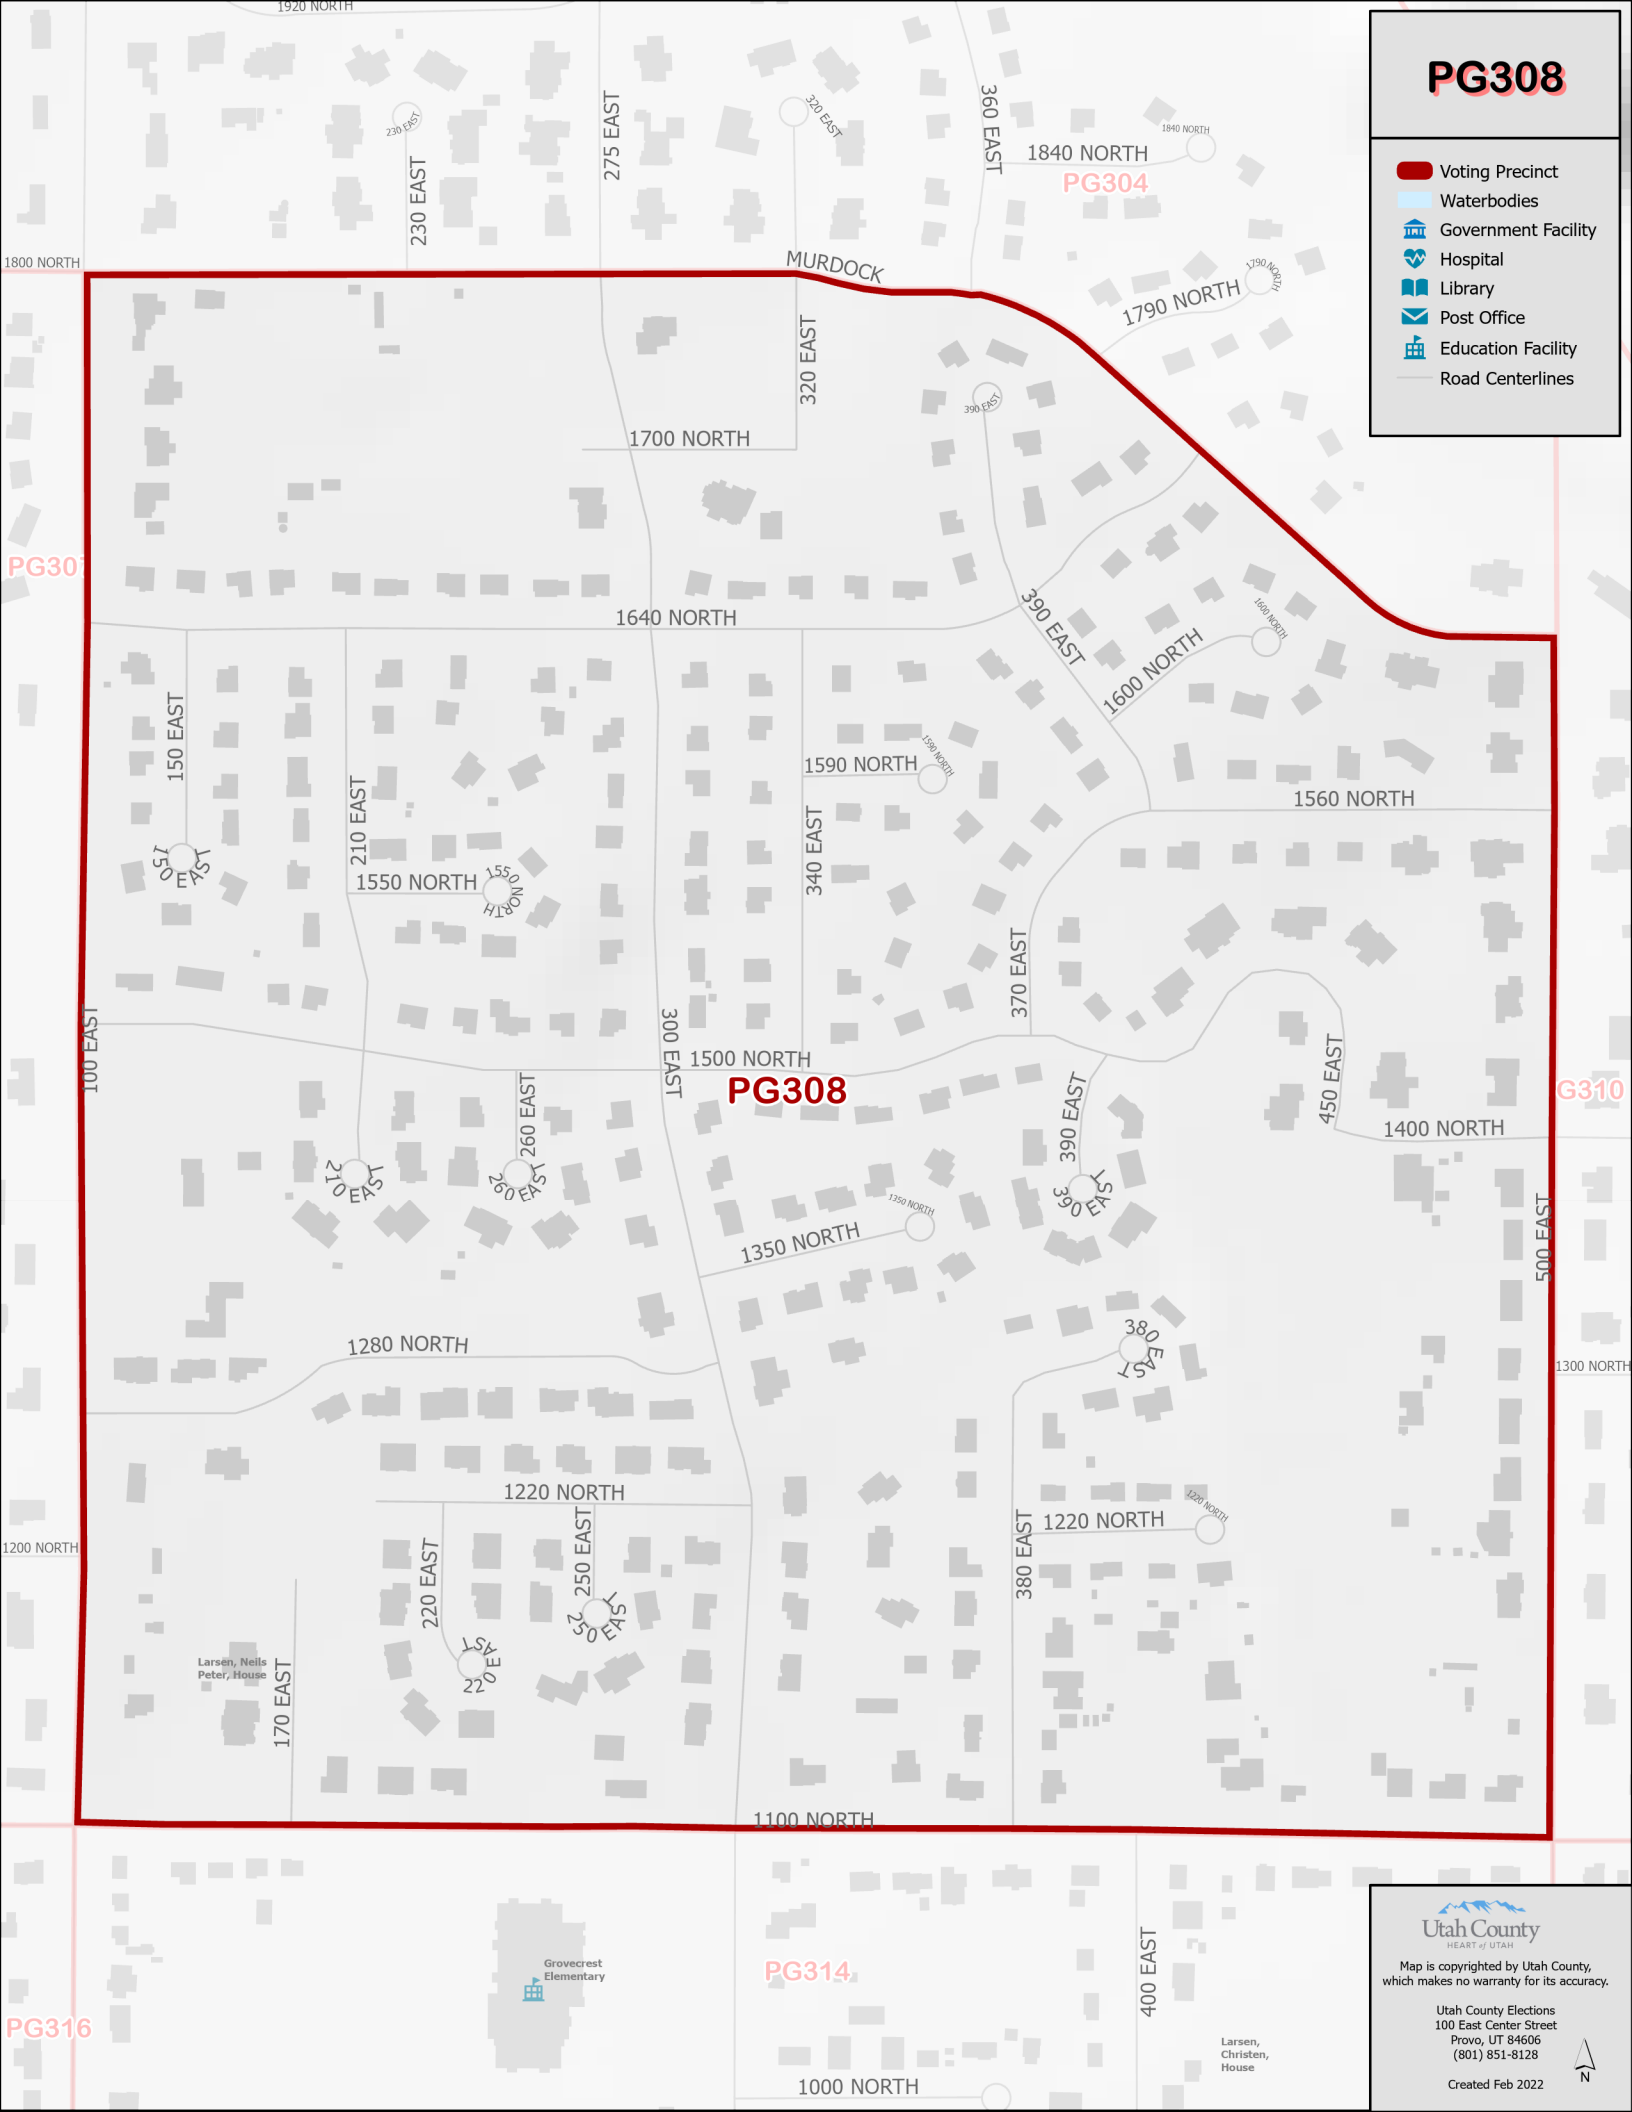 1920 NORTH
PG308
Voting Precinct
Waterbodies
Government Facility
Hospital
Library
Post Office
Education Facility
Road Centerlines
230 EAST
230 EAST
275 EAST
320 EAST
360 EAST
1840 NORTH
1840 NORTH
PG304
1800 NORTH
MURDOCK
1790 NORTH
1790 NORTH
320 EAST
390 EAST
1700 NORTH
PG307
1640 NORTH
390 EAST
1600 NORTH
1600 NORTH
150 EAST
150 EAST
210 EAST
1590 NORTH
1590 NORTH
1560 NORTH
340 EAST
1550 NORTH
1550 NORTH
370 EAST
100 EAST
300 EAST
1500 NORTH
PG308
450 EAST
G310
260 EAST
390 EAST
1400 NORTH
210 EAST
260 EAST
390 EAST
1350 NORTH
1350 NORTH
500 EAST
1280 NORTH
380 EAST
1300 NORTH
1220 NORTH
1220 NORTH
1220 NORTH
1200 NORTH
220 EAST
250 EAST
380 EAST
250 EAST
220 EAST
Larsen, Neils
Peter, House
170 EAST
1100 NORTH
Grovecrest
Elementary
PG314
400 EAST
PG316
Larsen,
Christen,
House
1000 NORTH
Utah County
HEART of UTAH
Map is copyrighted by Utah County,
which makes no warranty for its accuracy.
Utah County Elections
100 East Center Street
Provo, UT 84606
(801) 851-8128
N
Created Feb 2022